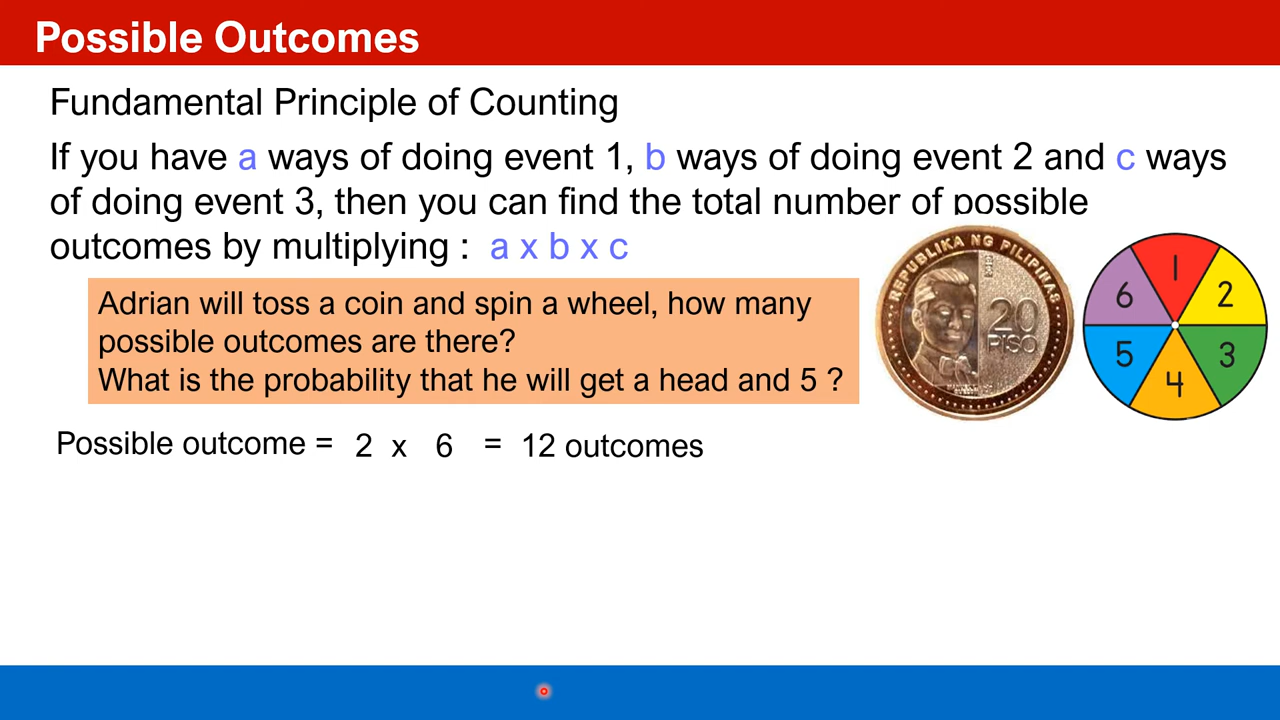 Possible Outcomes
Fundamental Principle of Counting
If you have a ways of doing event 1, b ways of doing event 2 and c ways
of doing event 3, then you can find the total number of possible
outcomes by multiplying : a x b x c
Adrian will toss a coin and spin a wheel, how many
possible outcomes are there?
What is the probability that he will get a head and 5 ?
REPUBLIKA NG PILIPINAS
20
PISO
1
2
3
4
5
6
Possible outcome = 2 x 6 = 12 outcomes